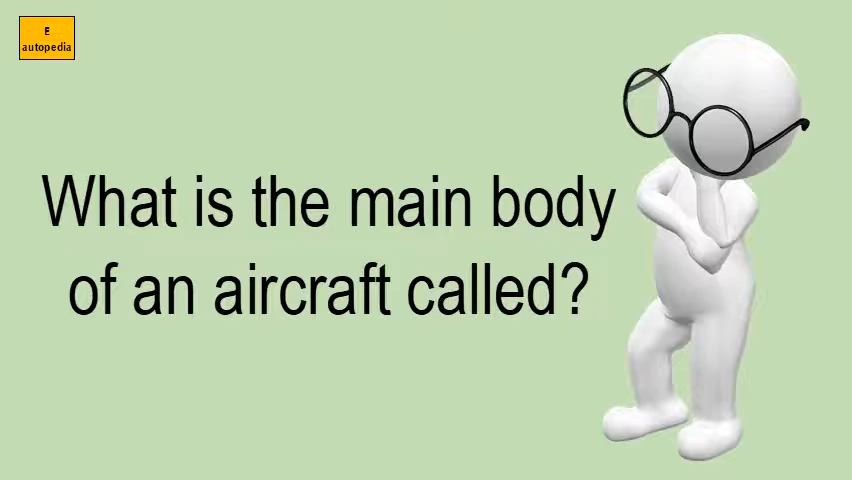 E
autopedia
What is the main body
of an aircraft called?